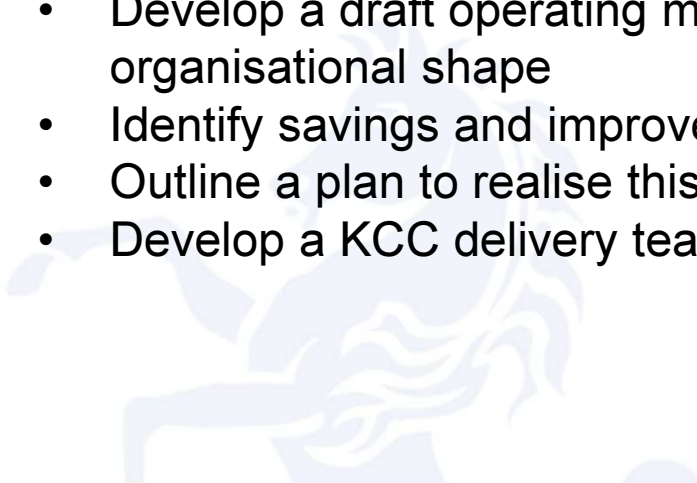 • Develop a draft operating m
organisational shape
• Identify savings and improve
• Outline a plan to realise this
• Develop a KCC delivery tea